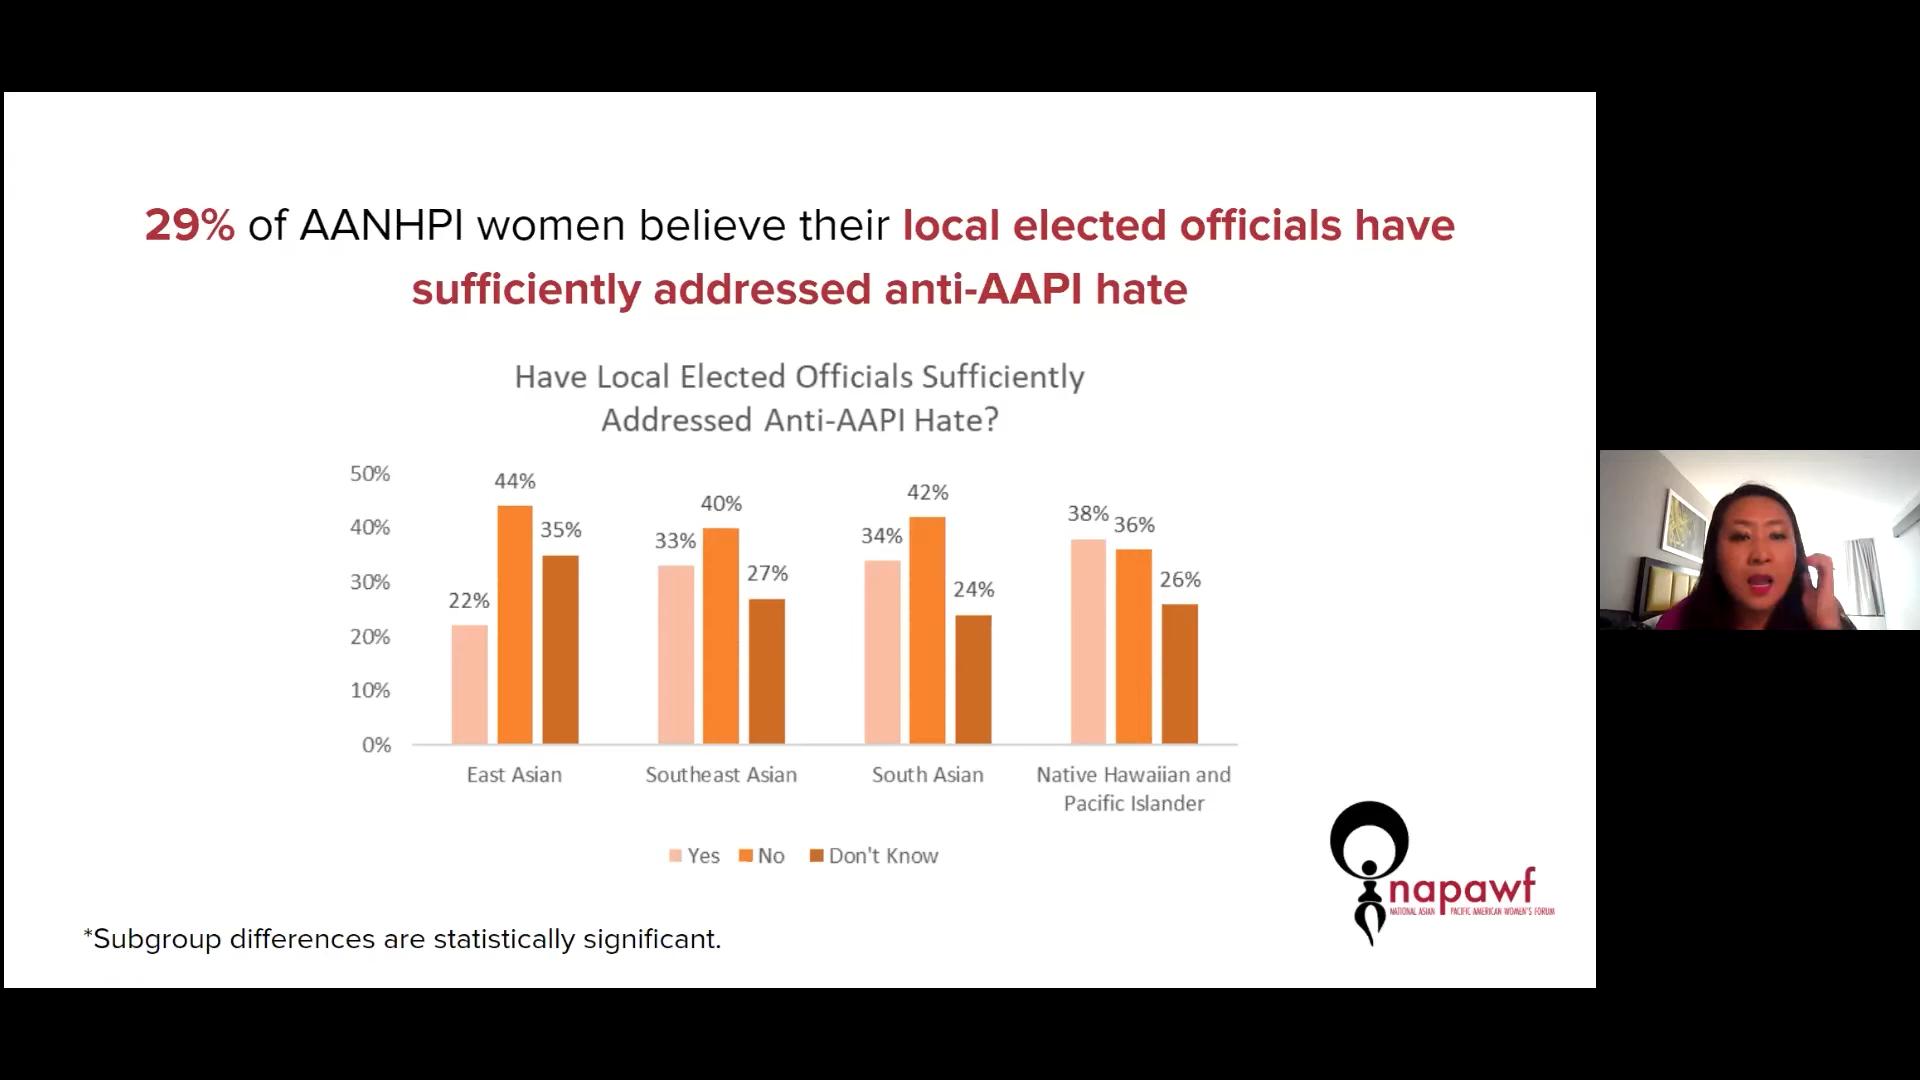 29% of AANHPI women believe their local elected officials have
sufficiently addressed anti-AAPI hate
Have Local Elected Officials Sufficiently
Addressed Anti-AAPI Hate?
50%
40%
30%
20%
10%
0%
22%
44%
35%
33%
40%
27%
34%
42%
24%
38%
36%
26%
East Asian
Southeast Asian
South Asian
Native Hawaiian and
Pacific Islander
Yes
No
Don't Know
napawf
NATIONAL ASIAN PACIFIC AMERICAN WOMEN'S FORUM
*Subgroup differences are statistically significant.